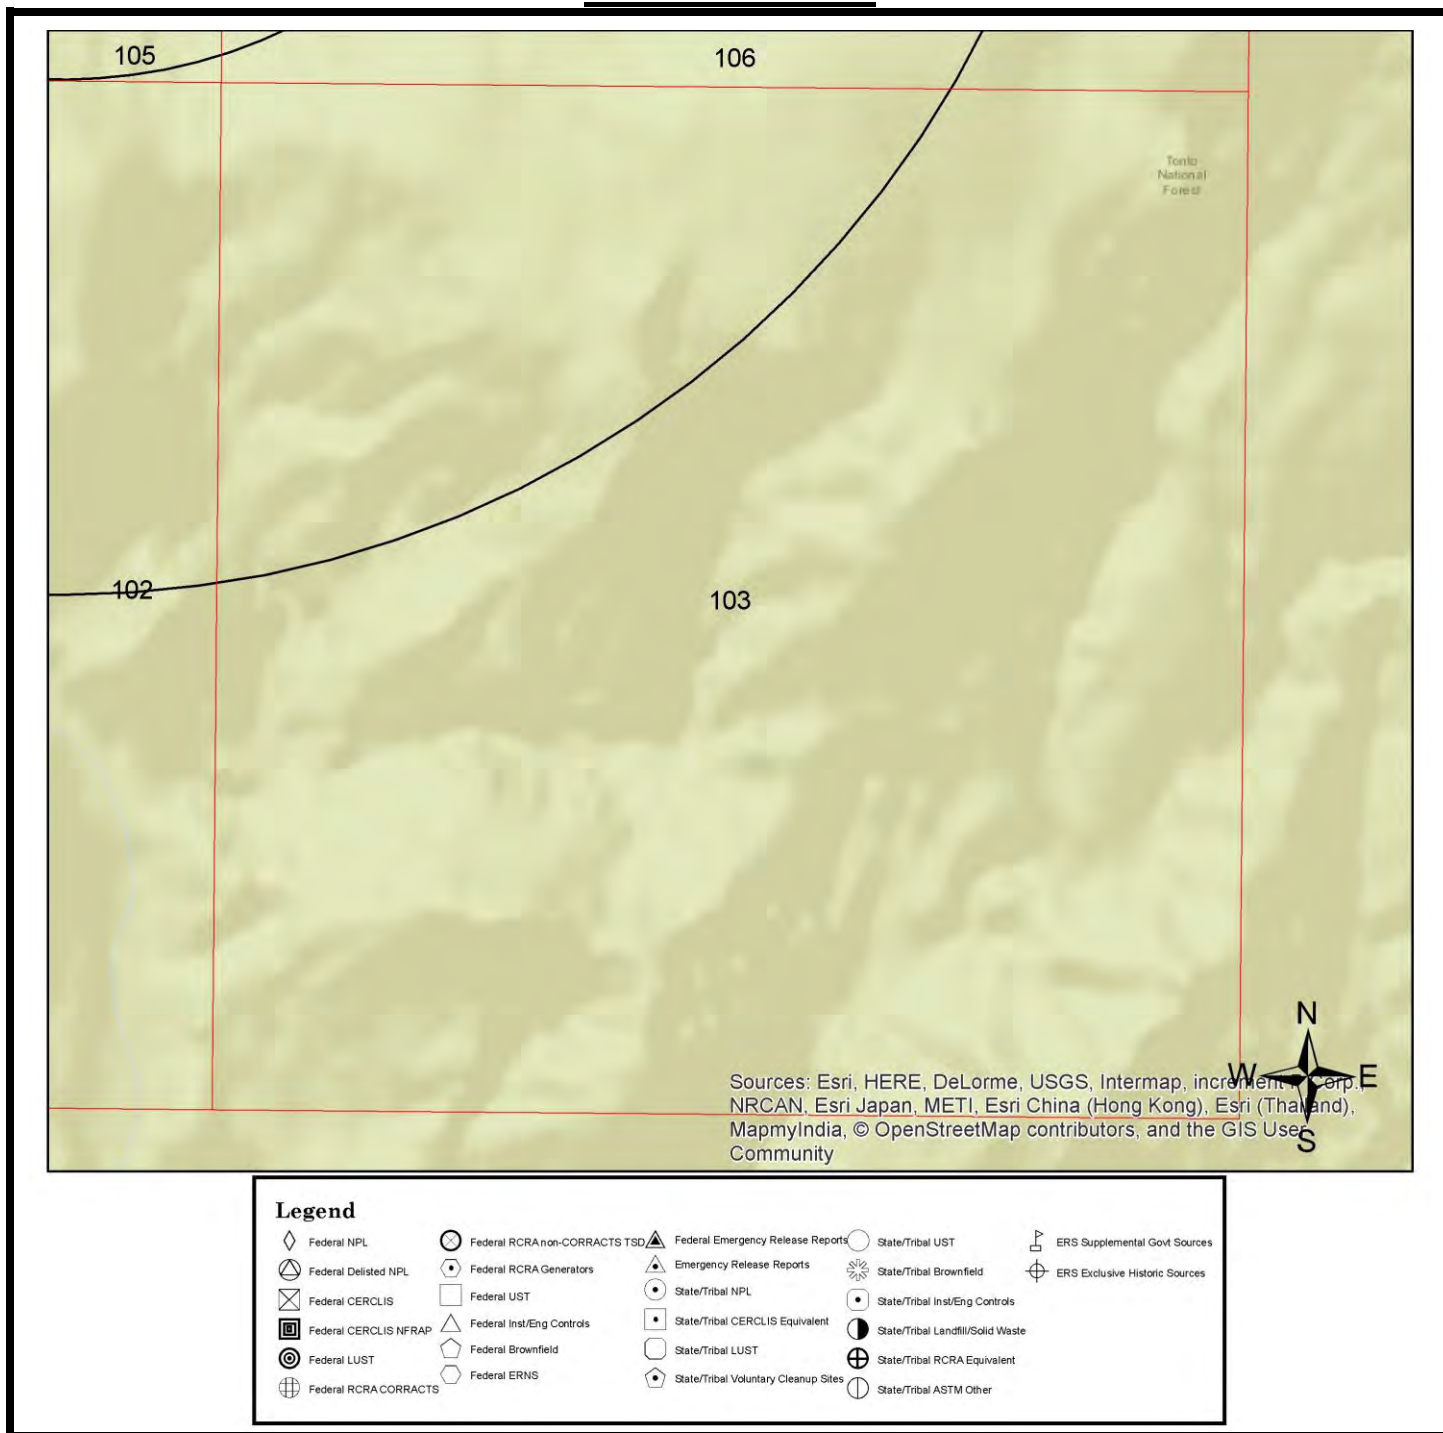 105
106
Tonto
National
Forest
102
103
N
W
E
S
Sources: Esri, HERE, DeLorme, USGS, Intermap, increment P Corp.,
NRCAN, Esri Japan, METI, Esri China (Hong Kong), Esri (Thailand),
MapmyIndia, © OpenStreetMap contributors, and the GIS User
Community
Legend
Federal NPL
Federal Delisted NPL
Federal CERCLIS
Federal CERCLIS NFRAP
Federal LUST
Federal RCRA CORRACTS
Federal RCRA non-CORRACTS TSD
Federal RCRA Generators
Federal UST
Federal Inst/Eng Controls
Federal Brownfield
Federal ERNS
Federal Emergency Release Reports
Emergency Release Reports
State/Tribal NPL
State/Tribal CERCLIS Equivalent
State/Tribal LUST
State/Tribal Voluntary Cleanup Sites
State/Tribal UST
State/Tribal Brownfield
State/Tribal Inst/Eng Controls
State/Tribal Landfill/Solid Waste
State/Tribal RCRA Equivalent
State/Tribal ASTM Other
ERS Supplemental Govt Sources
ERS Exclusive Historic Sources